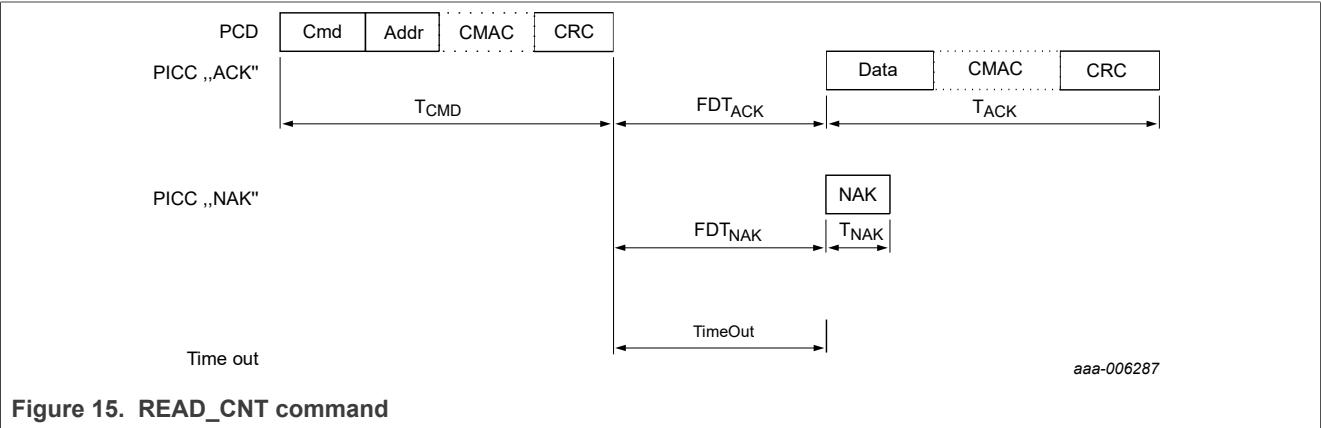 PCD Cmd Addr CMAC CRC
PICC ,,ACK" Data CMAC CRC
TCMD FDTACK TACK
PICC ,,NAK" NAK
FDTNAK TNAK
TimeOut
Time out aaa-006287
Figure 15. READ_CNT command